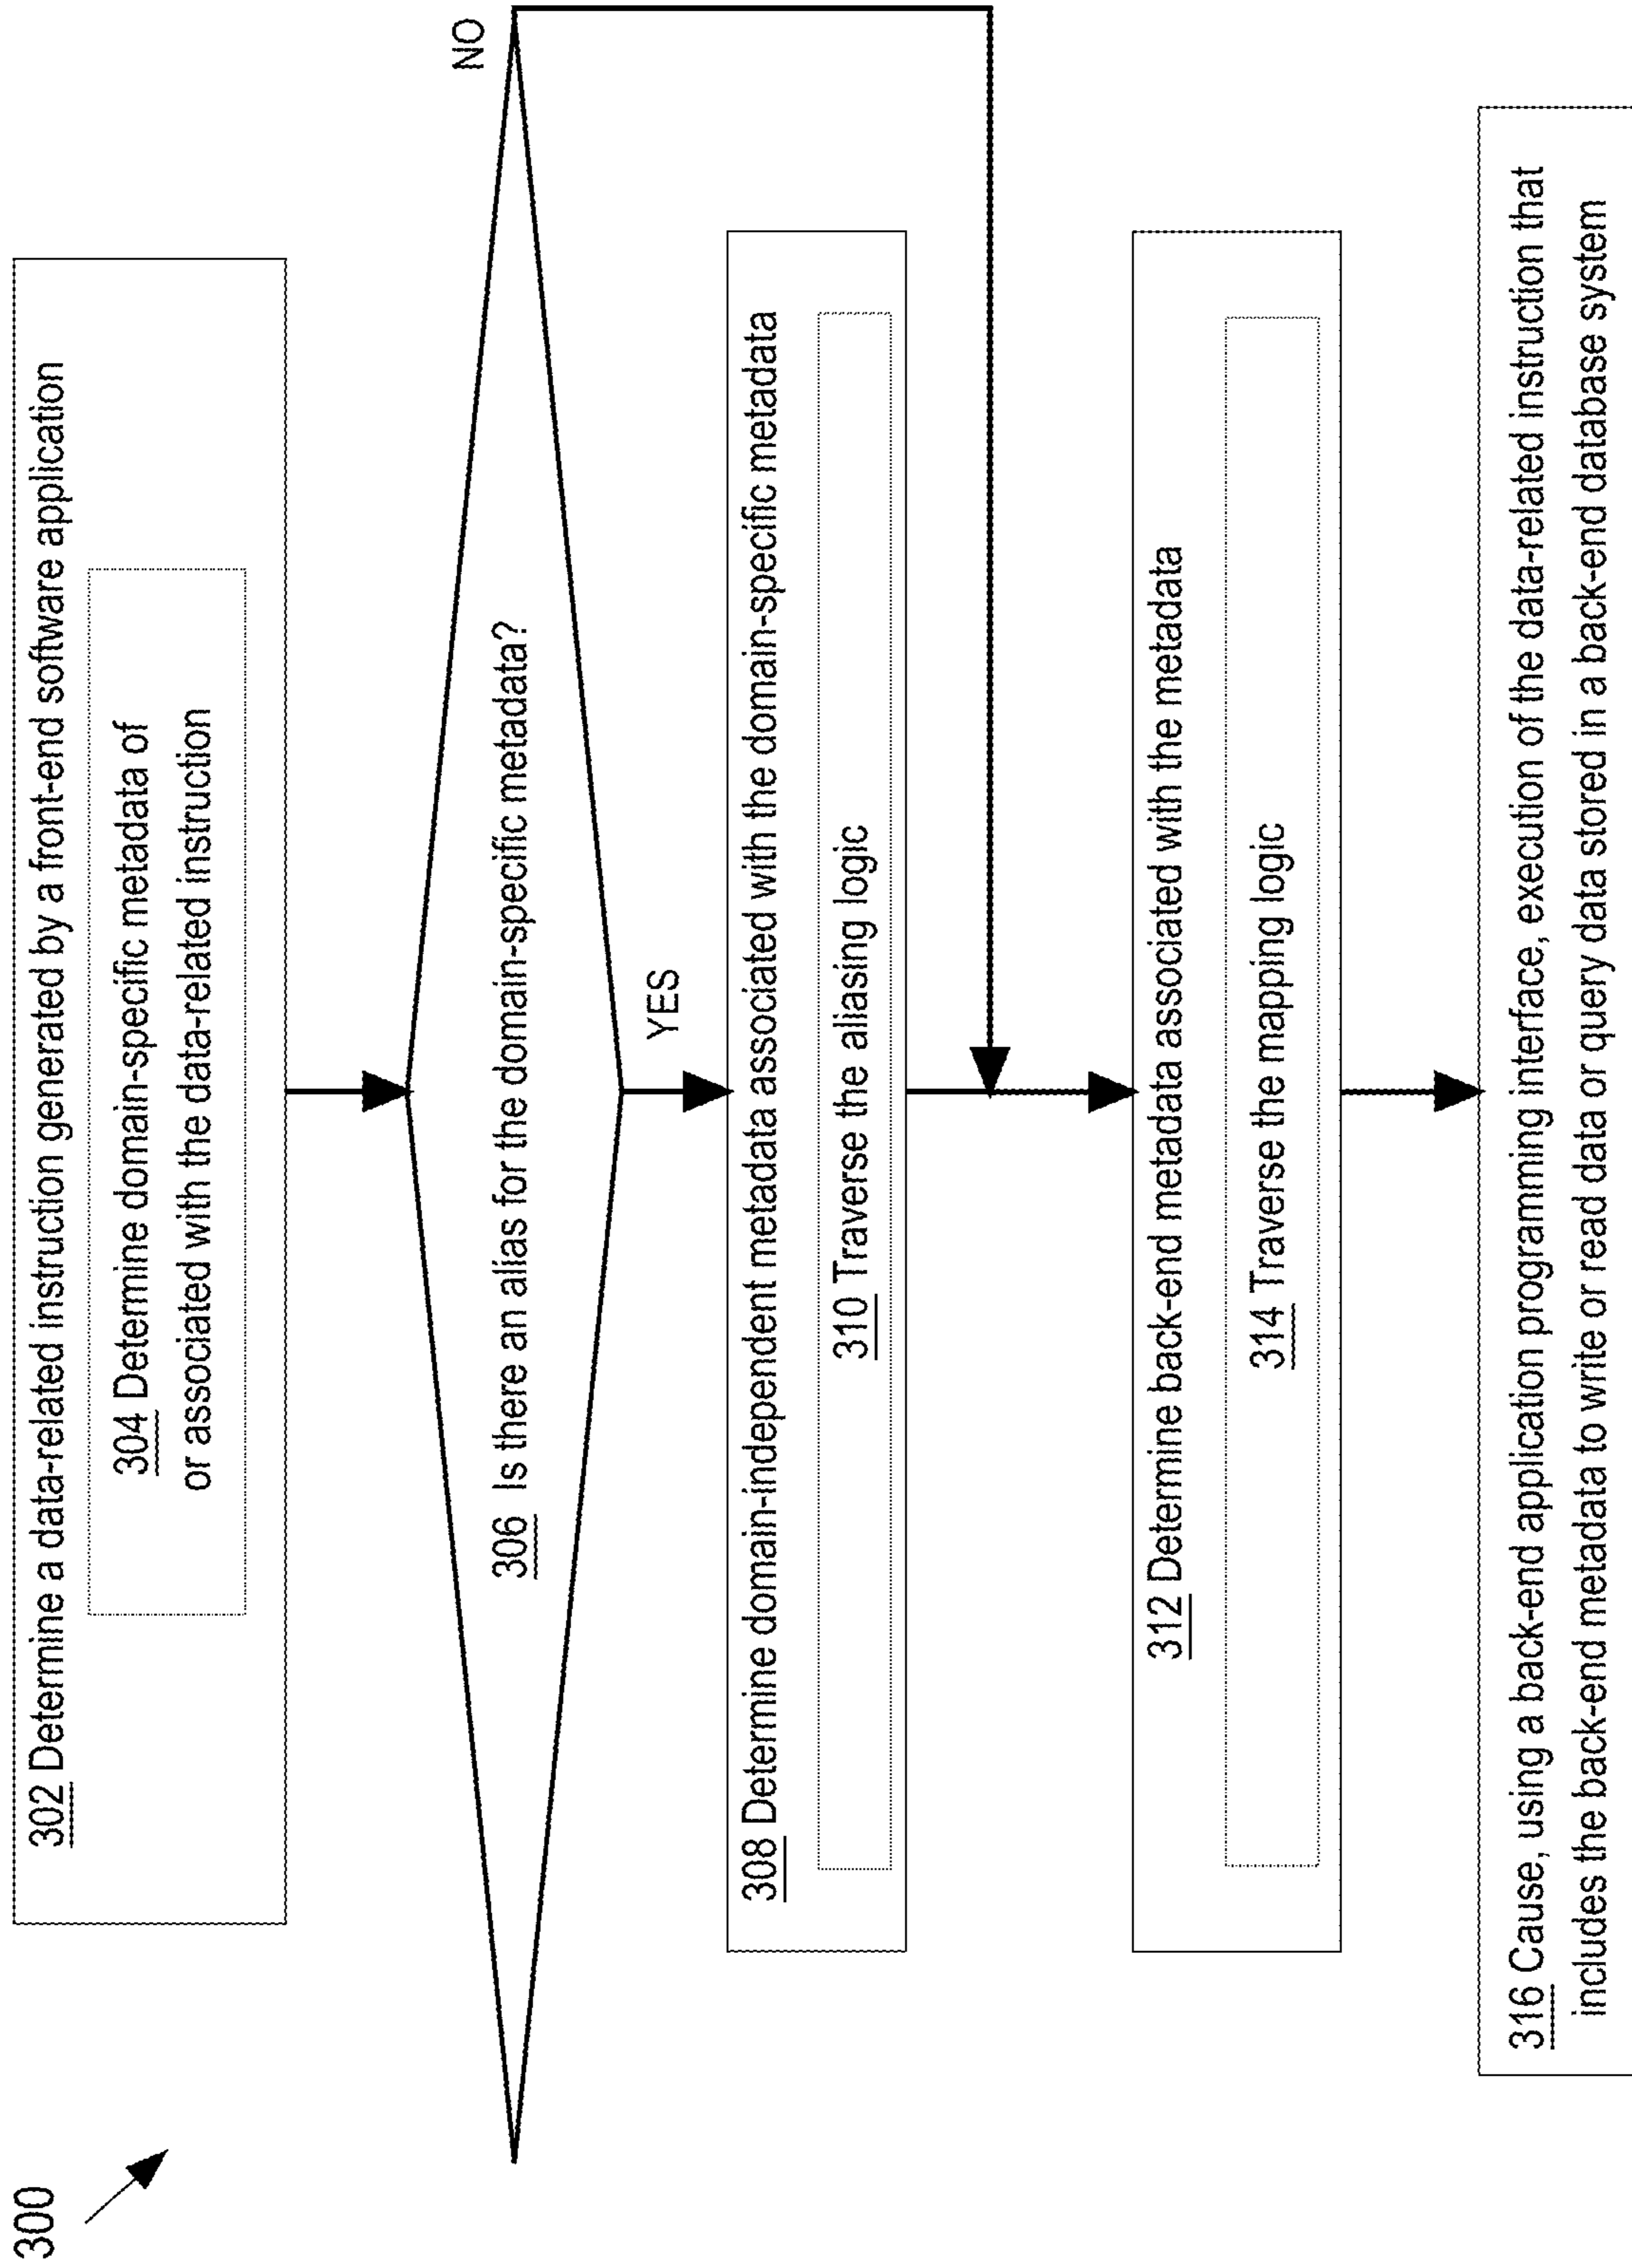 300
302 Determine a data-related instruction generated by a front-end software application
304 Determine domain-specific metadata of
or associated with the data-related instruction
306 Is there an alias for the domain-specific metadata?
NO
YES
308 Determine domain-independent metadata associated with the domain-specific metadata
310 Traverse the aliasing logic
312 Determine back-end metadata associated with the metadata
314 Traverse the mapping logic
316 Cause, using a back-end application programming interface, execution of the data-related instruction that
includes the back-end metadata to write or read data or query data stored in a back-end database system